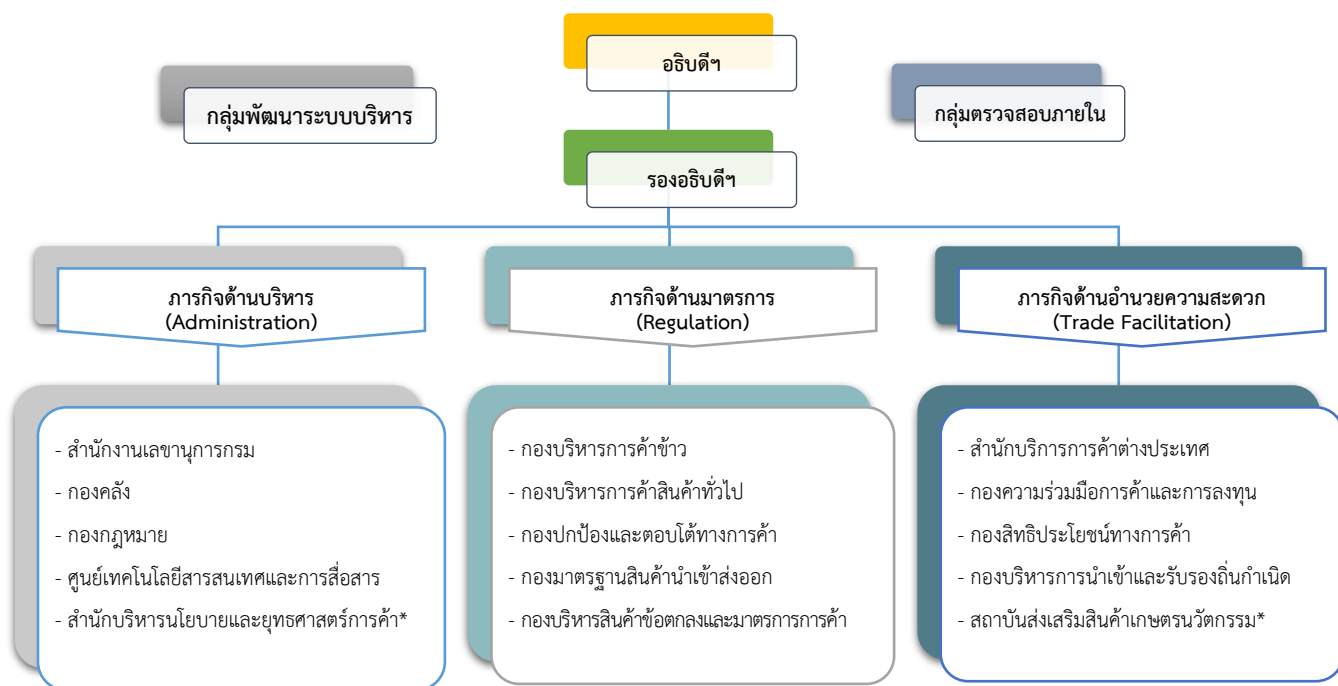 อธิบดีฯ
กลุ่มพัฒนาระบบบริหาร
กลุ่มตรวจสอบภายใน
รองอธิบดีฯ
ภารกิจด้านบริหาร
(Administration)
ภารกิจด้านมาตรการ
(Regulation)
ภารกิจด้านอำนวยความสะดวก
(Trade Facilitation)
- สำนักงานเลขานุการกรม
- กองคลัง
- กองกฎหมาย
- ศูนย์เทคโนโลยีสารสนเทศและการสื่อสาร
- สำนักบริหารนโยบายและยุทธศาสตร์การค้า*
- กองบริหารการค้าข้าว
- กองบริหารการค้าสินค้าทั่วไป
- กองปกป้องและตอบโต้ทางการค้า
- กองมาตรฐานสินค้านำเข้าส่งออก
- กองบริหารสินค้าข้อตกลงและมาตรการการค้า
- สำนักบริการการค้าต่างประเทศ
- กองความร่วมมือการค้าและการลงทุน
- กองสิทธิประโยชน์ทางการค้า
- กองบริหารการนำเข้าและรับรองถิ่นกำเนิด
- สถาบันส่งเสริมสินค้าเกษตรนวัตกรรม*